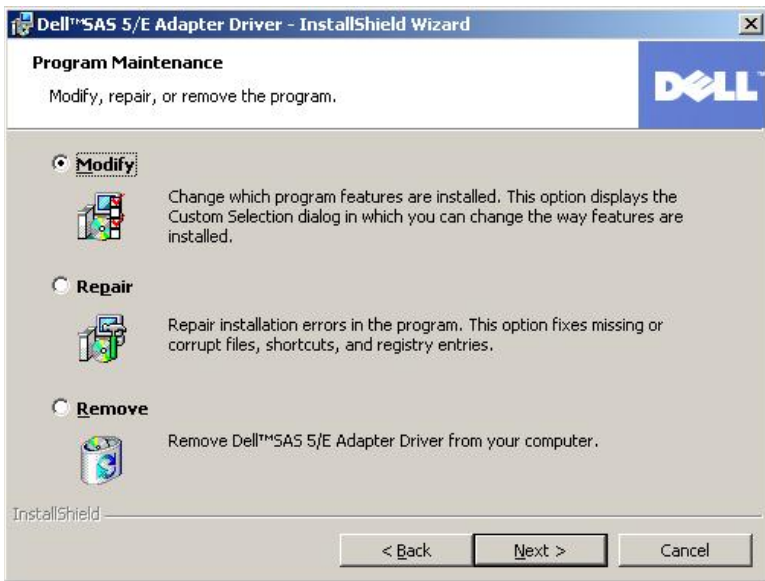 Dell™SAS 5/E Adapter Driver - InstallShield Wizard
Program Maintenance
Modify, repair, or remove the program.
DELL™
Modify
Change which program features are installed. This option displays the
Custom Selection dialog in which you can change the way features are
installed.
Repair
Repair installation errors in the program. This option fixes missing or
corrupt files, shortcuts, and registry entries.
Remove
Remove Dell™SAS 5/E Adapter Driver from your computer.
InstallShield
< Back
Next >
Cancel